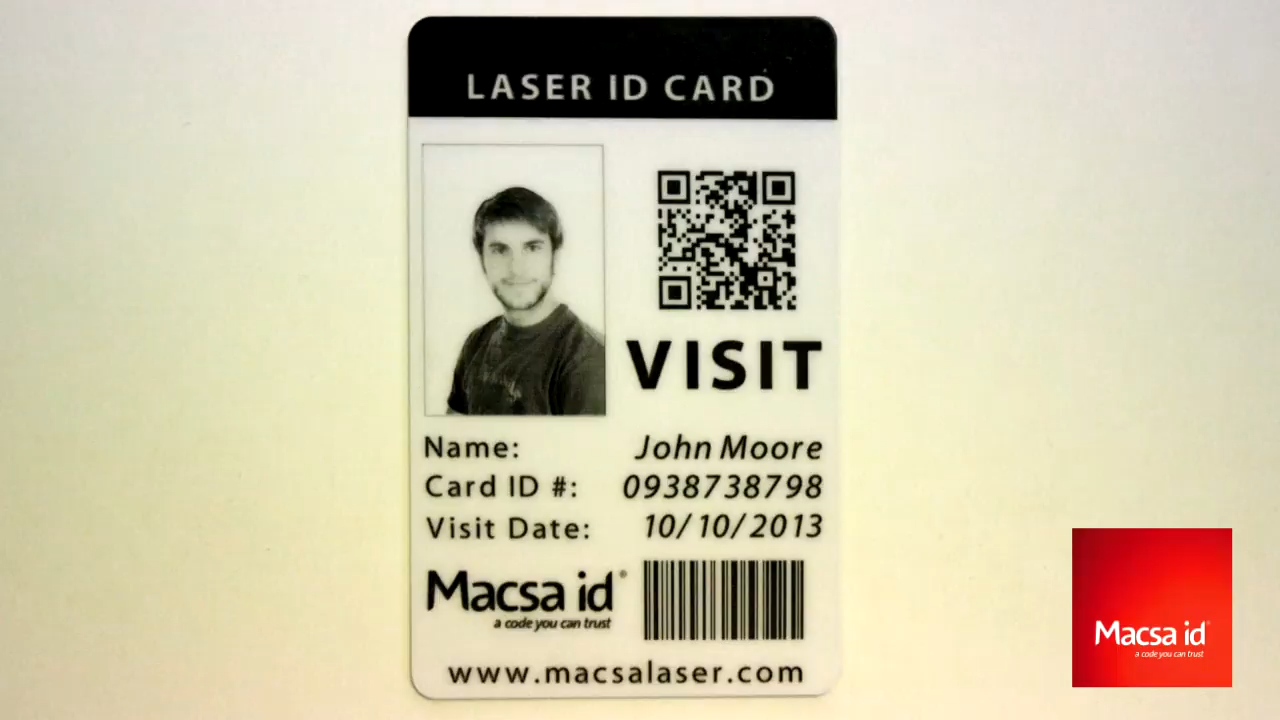 LASER ID CARD
VISIT
Name: John Moore
Card ID #: 0938738798
Visit Date: 10/10/2013
Macsa id®
a code you can trust
www.macsalaser.com
Macsa id®
a code you can trust